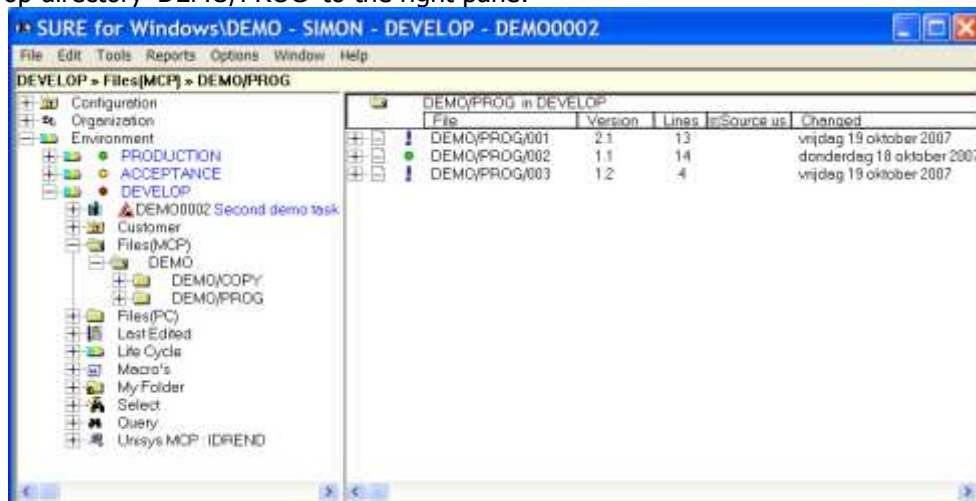 op directory 'DEMO/PROG' to the right pane.
SURE for Windows\DEMO - SIMON - DEVELOP - DEMO0002
File Edit Tools Reports Options Window Help
DEVELOP » Files(MCP) » DEMO/PROG
Configuration
Organization
Environment
PRODUCTION
ACCEPTANCE
DEVELOP
DEMO0002 Second demo task
Customer
Files(MCP)
DEMO
DEMO/COPY
DEMO/PROG
Files(PC)
Last Edited
Life Cycle
Macro's
My Folder
Select
Query
Unisys MCP : IDREND
DEMO/PROG in DEVELOP
File Version Lines Source us Changed
DEMO/PROG/001 2.1 13 vrijdag 19 oktober 2007
DEMO/PROG/002 1.1 14 donderdag 18 oktober 2007
DEMO/PROG/003 1.2 4 vrijdag 19 oktober 2007